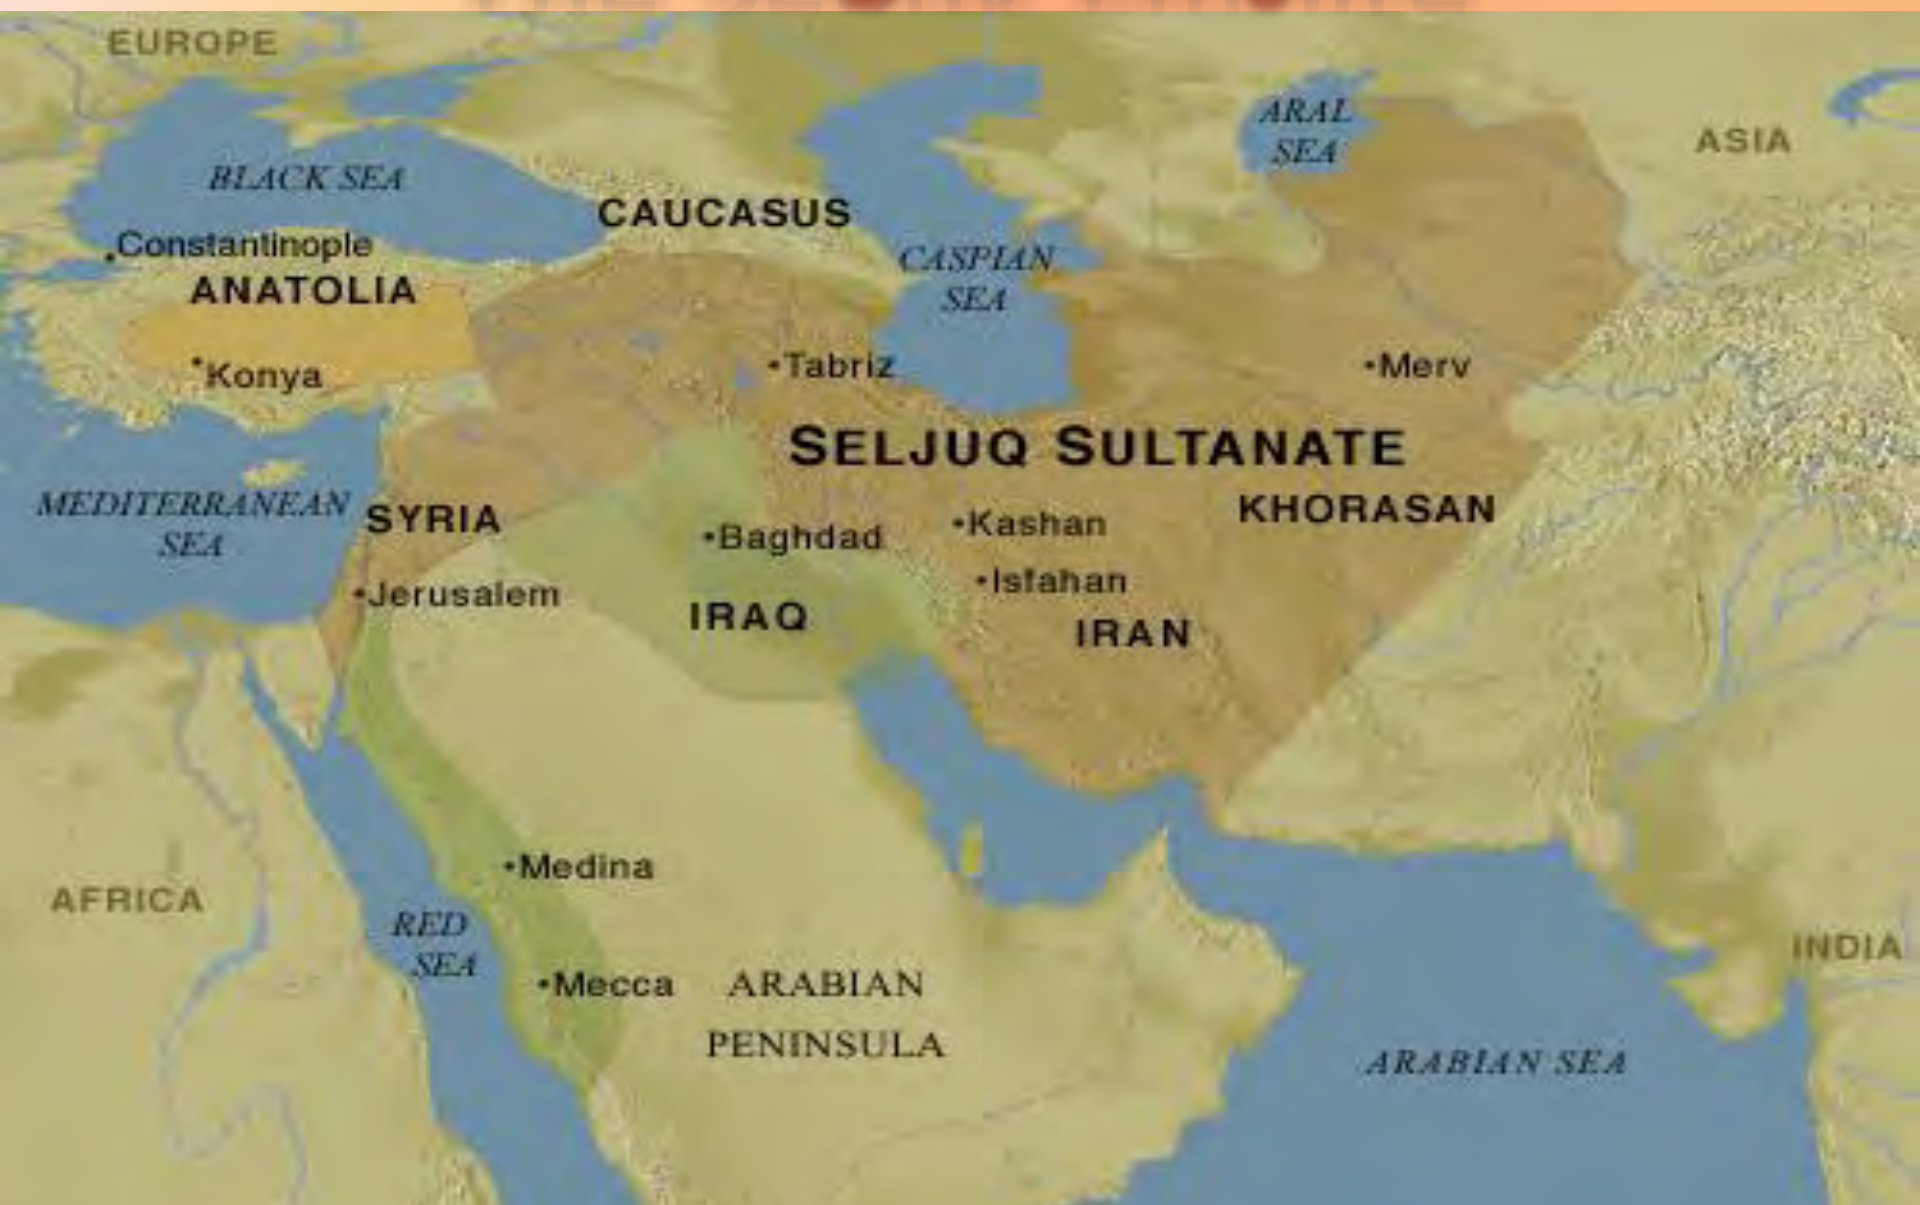 EUROPE
ARAL
SEA
ASIA
BLACK SEA
CAUCASUS
Constantinople
CASPIAN
SEA
ANATOLIA
Konya
Tabriz
Merv
SELJUQ SULTANATE
MEDITERRANEAN
SEA
SYRIA
KHORASAN
Baghdad
Kashan
Jerusalem
Isfahan
IRAQ
IRAN
Medina
AFRICA
RED
SEA
INDIA
Mecca
ARABIAN
PENINSULA
ARABIAN SEA